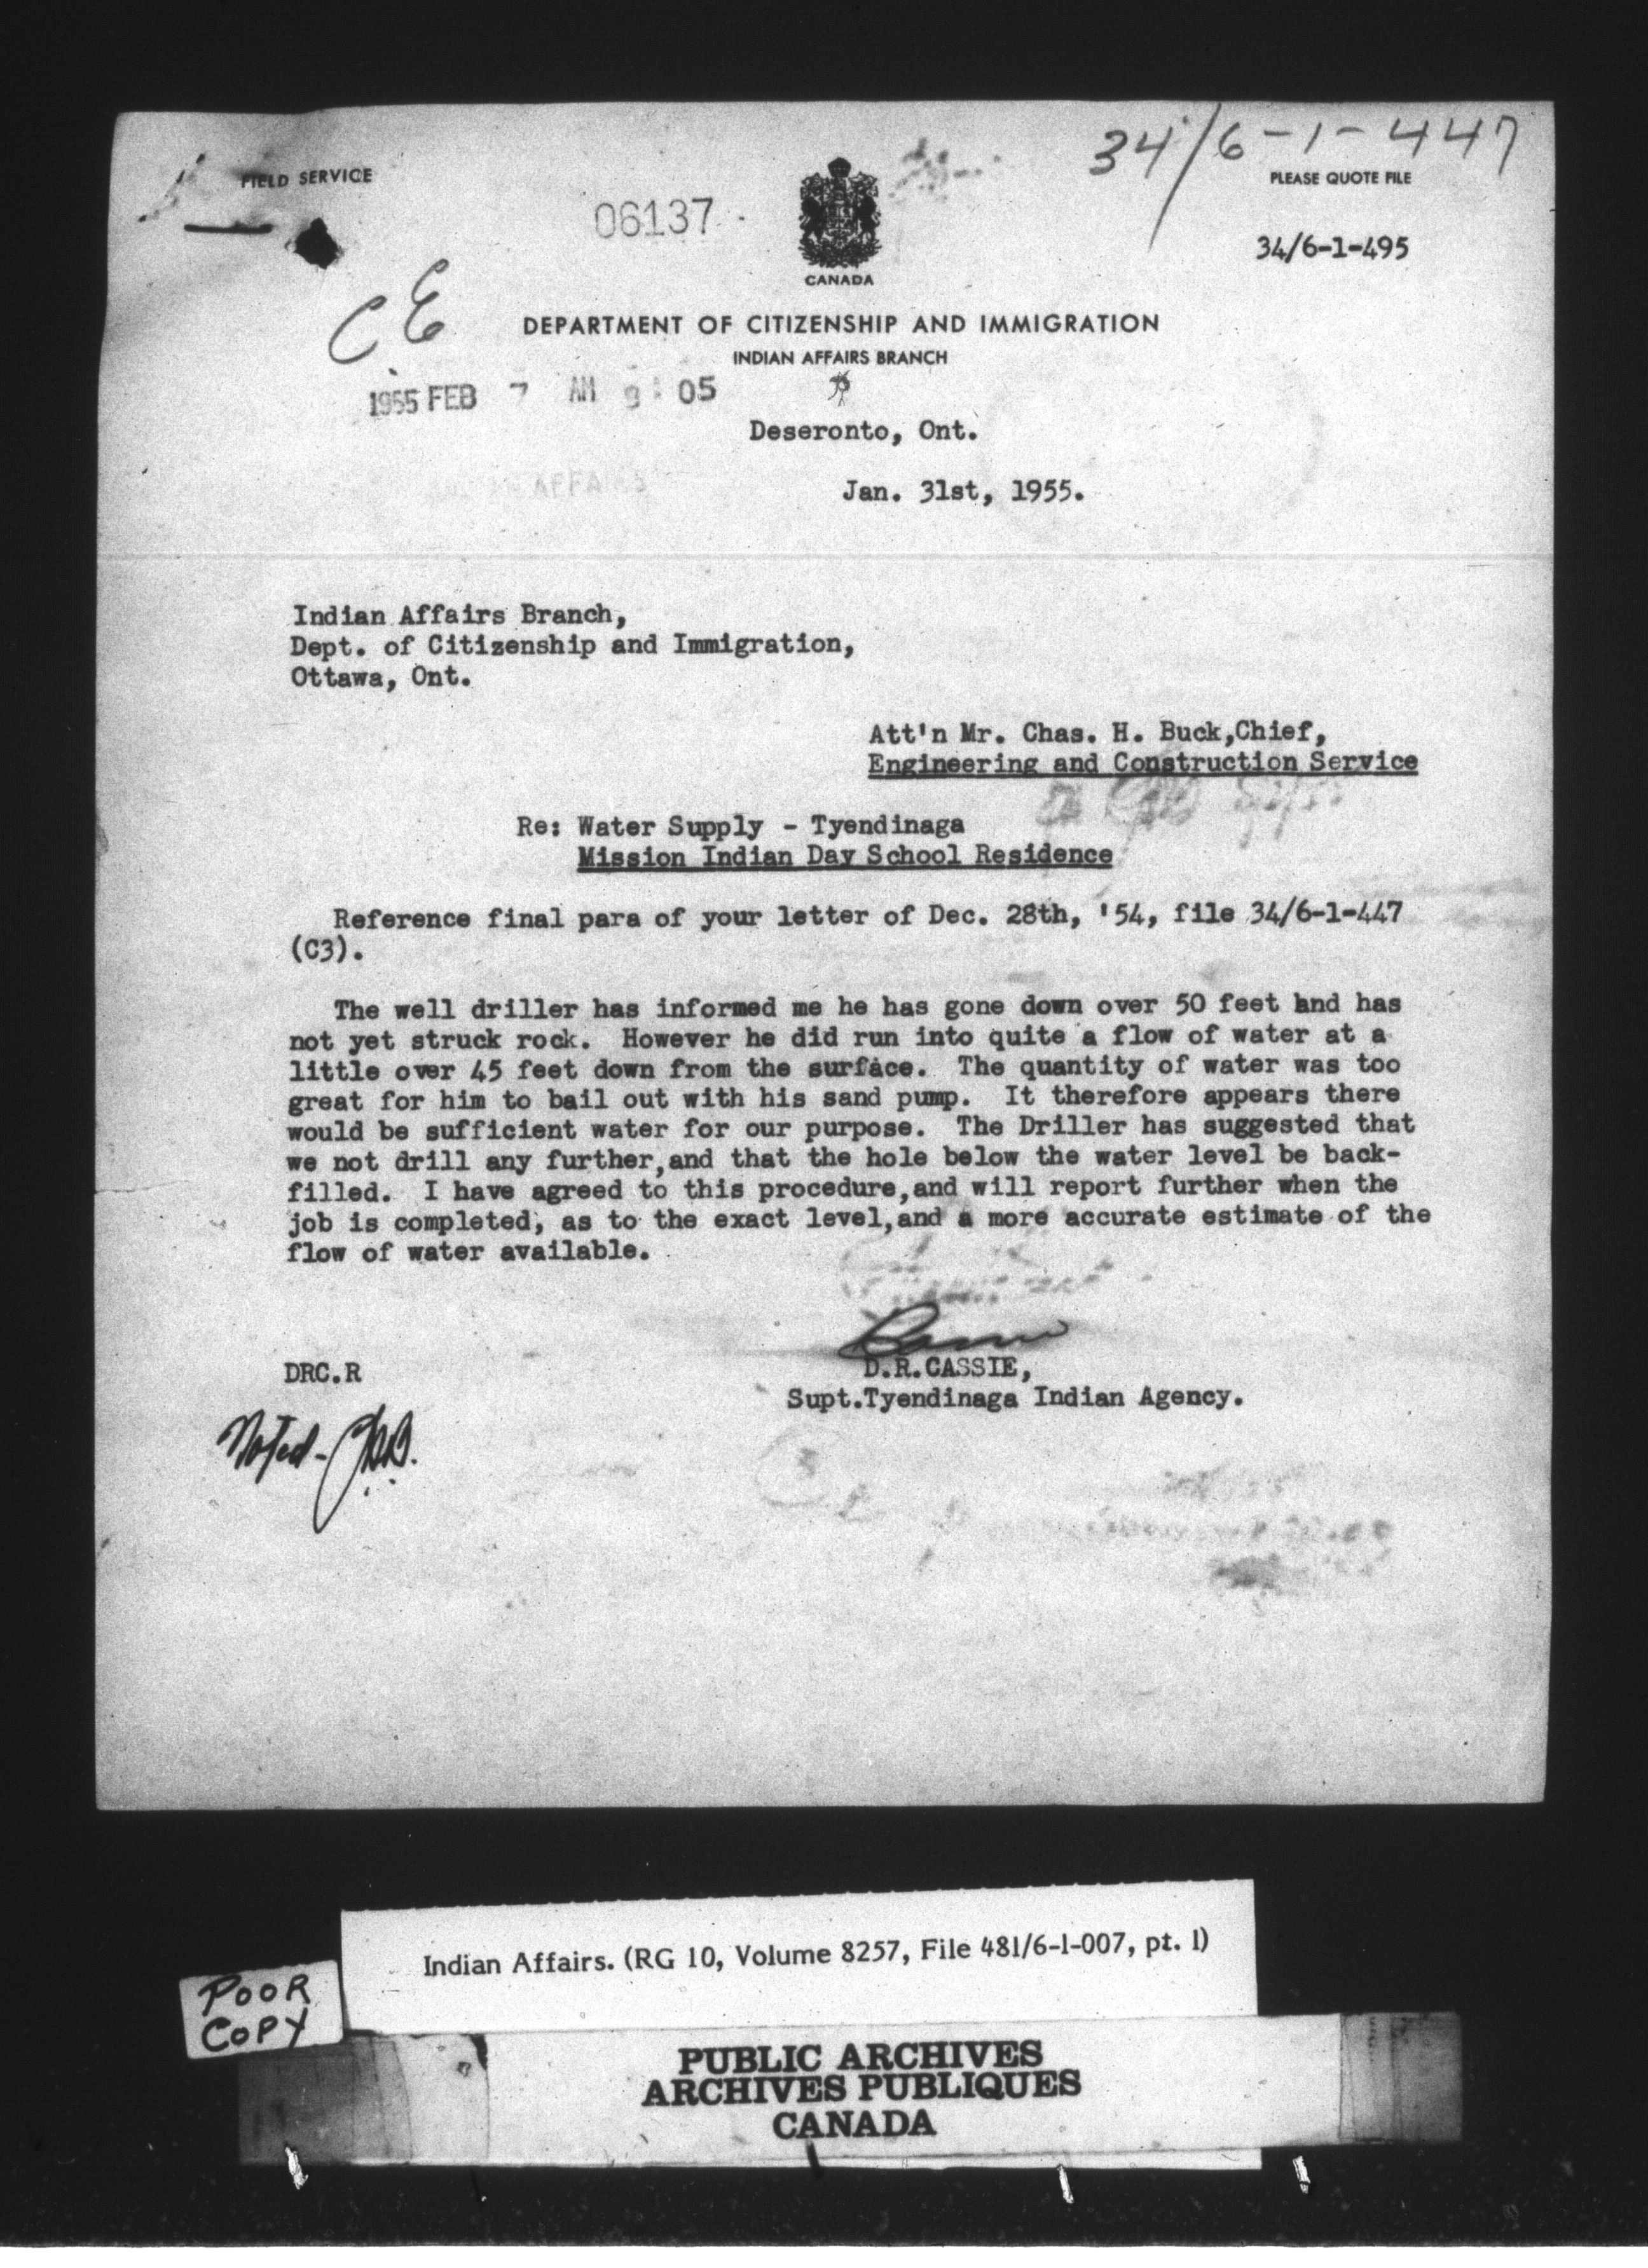 34/6-1-447
FIELD SERVICE
PLEASE QUOTE FILE
06137
34/6-1-495
CANADA
CE
DEPARTMENT OF CITIZENSHIP AND IMMIGRATION
INDIAN AFFAIRS BRANCH
1955 FEB 7 AM 9:05
Deseronto, Ont.
AFFAIRS
Jan. 31st, 1955.
Indian Affairs Branch,
Dept. of Citizenship and Immigration,
Ottawa, Ont.
Att'n Mr. Chas. H. Buck,Chief,
Engineering and Construction Service
Re: Water Supply - Tyendinaga
Mission Indian Day School Residence
Reference final para of your letter of Dec. 28th, '54, file 34/6-1-447
(C3).
The well driller has informed me he has gone down over 50 feet and has
not yet struck rock. However he did run into quite a flow of water at a
little over 45 feet down from the surface. The quantity of water was too
great for him to bail out with his sand pump. It therefore appears there
would be sufficient water for our purpose. The Driller has suggested that
we not drill any further,and that the hole below the water level be back-
filled. I have agreed to this procedure,and will report further when the
job is completed, as to the exact level,and a more accurate estimate of the
flow of water available.
DRC.R
D.R.CASSIE,
Supt.Tyendinaga Indian Agency.
Noted-
Indian Affairs. (RG 10, Volume 8257, File 481/6-1-007, pt. 1)
POOR
COPY
PUBLIC ARCHIVES
ARCHIVES PUBLIQUES
CANADA